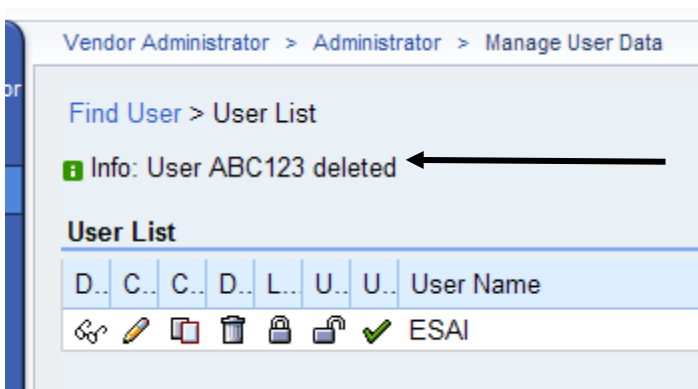 Vendor Administrator > Administrator > Manage User Data
or
Find User > User List
Info: User ABC123 deleted
User List
D.. C.. C.. D.. L... U.. U.. User Name
ESAI